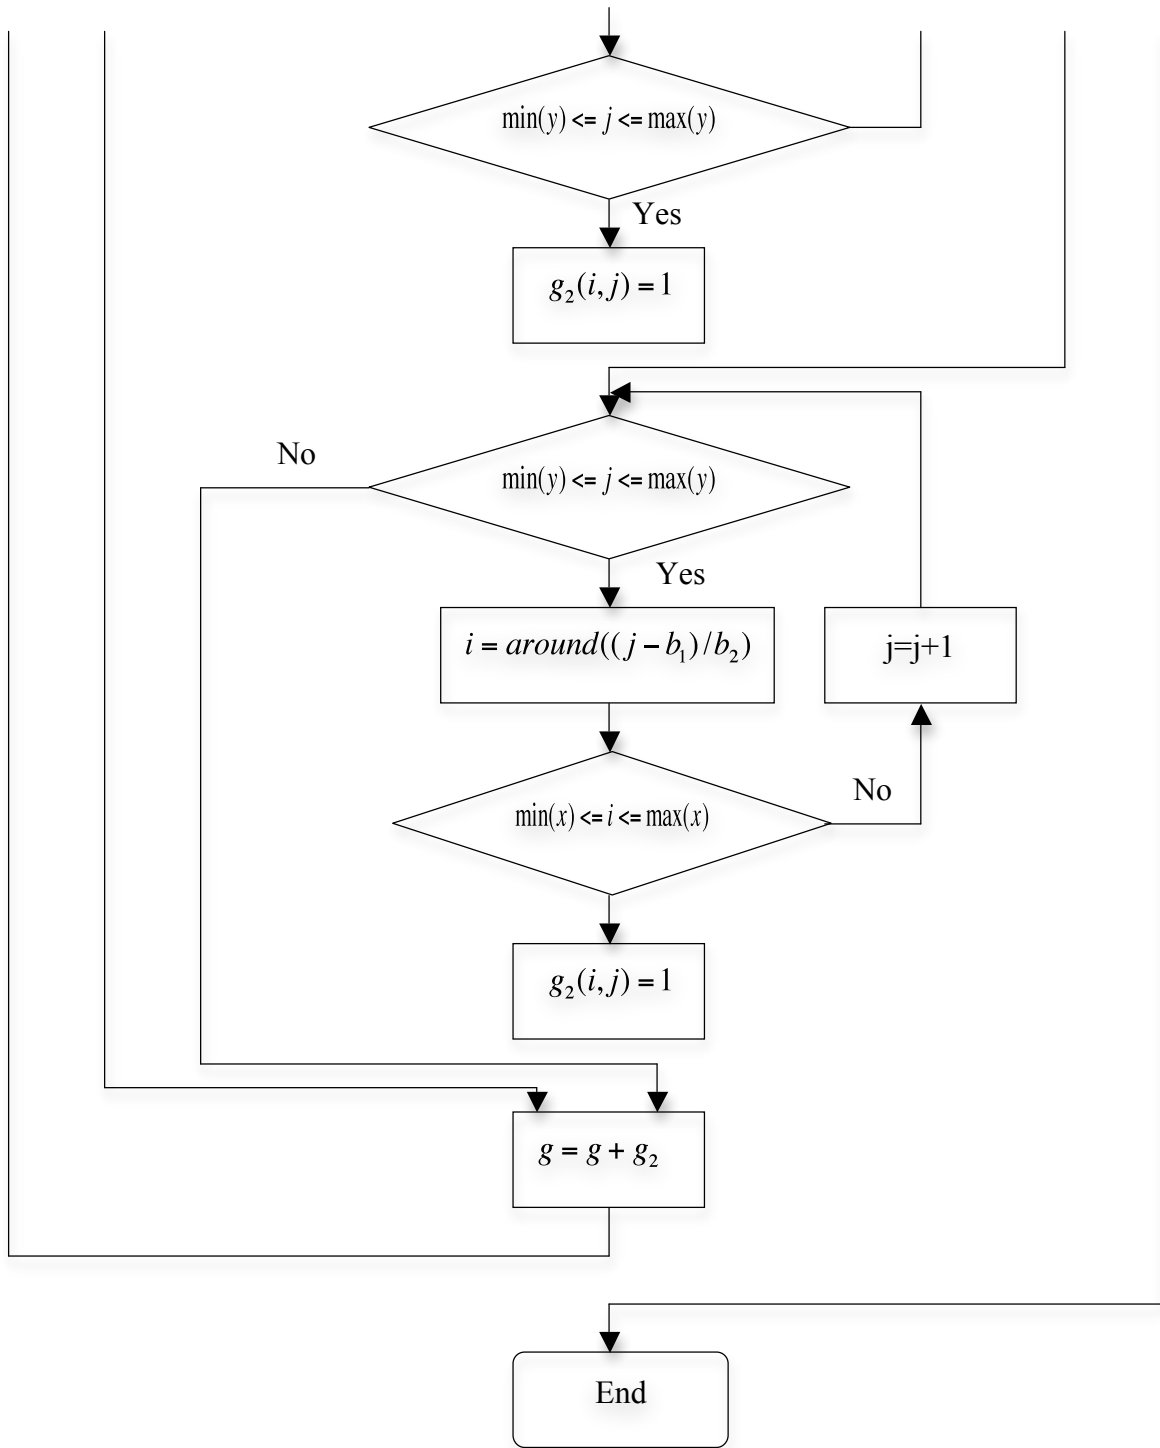 min(y) <= j <= max(y)
Yes
g₂(i,j) = 1
No
min(y) <= j <= max(y)
Yes
i = around((j − b₁)/b₂)
j=j+1
No
min(x) <= i <= max(x)
g₂(i,j) = 1
g = g + g₂
End